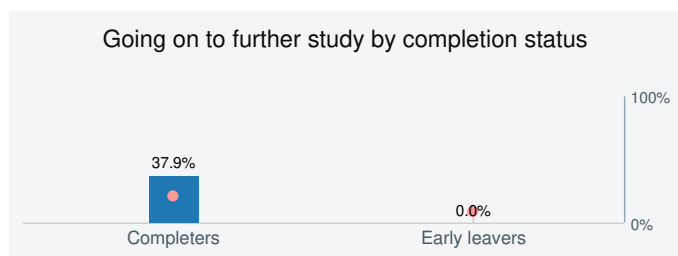 Going on to further study by completion status
100%
37.9%
0.0%
0%
Completers
Early leavers